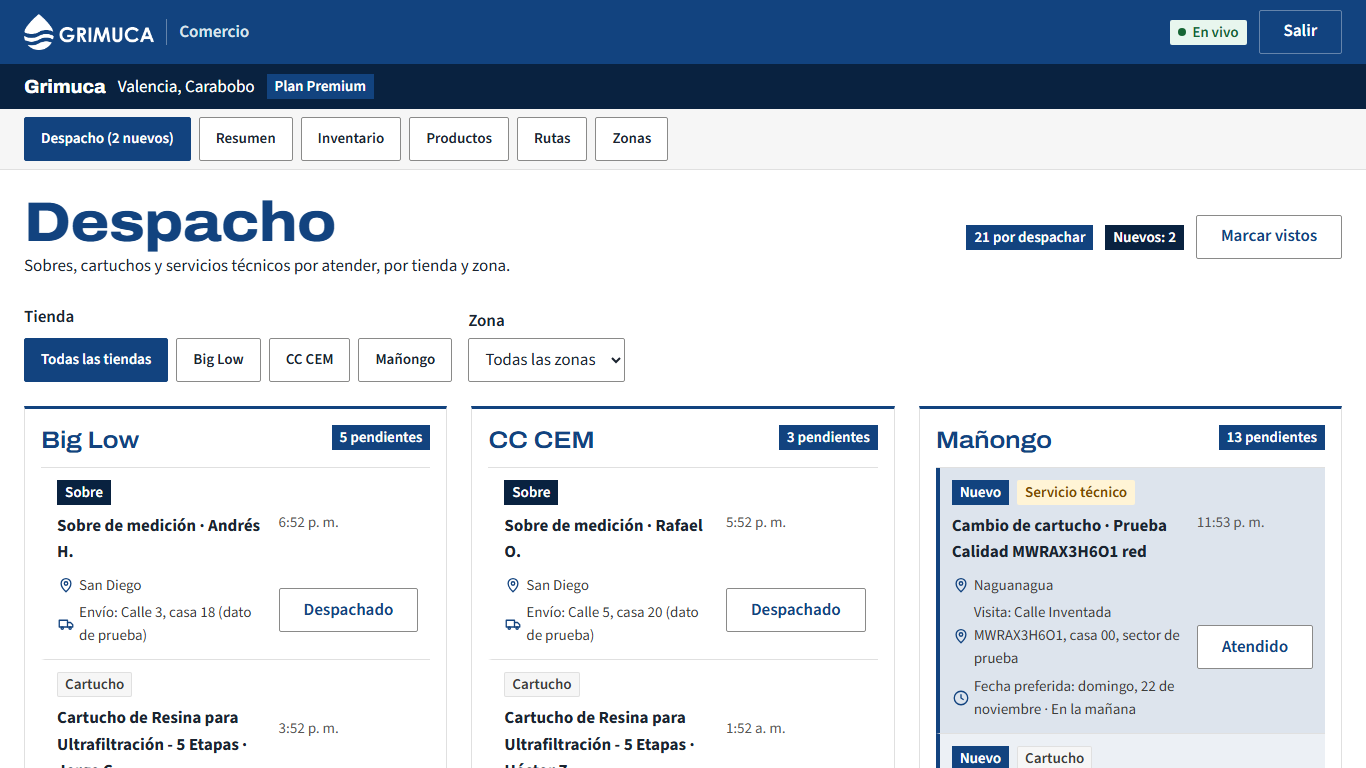 GRIMUCA
Comercio
En vivo
Salir
Grimuca
Valencia, Carabobo
Plan Premium
Despacho (2 nuevos)
Resumen
Inventario
Productos
Rutas
Zonas
Despacho
Sobres, cartuchos y servicios técnicos por atender, por tienda y zona.
21 por despachar
Nuevos: 2
Marcar vistos
Tienda
Todas las tiendas
Big Low
CC CEM
Mañongo
Zona
Todas las zonas
Big Low
5 pendientes
Sobre
Sobre de medición · Andrés
H.
6:52 p. m.
San Diego
Envío: Calle 3, casa 18 (dato
de prueba)
Despachado
Cartucho
Cartucho de Resina para
Ultrafiltración - 5 Etapas ·
3:52 p. m.
CC CEM
3 pendientes
Sobre
Sobre de medición · Rafael
O.
5:52 p. m.
San Diego
Envío: Calle 5, casa 20 (dato
de prueba)
Despachado
Cartucho
Cartucho de Resina para
Ultrafiltración - 5 Etapas ·
1:52 a. m.
Mañongo
13 pendientes
Nuevo
Servicio técnico
Cambio de cartucho · Prueba
Calidad MWRAX3H6O1 red
11:53 p. m.
Naguanagua
Visita: Calle Inventada
MWRAX3H6O1, casa 00, sector de
prueba
Fecha preferida: domingo, 22 de
noviembre · En la mañana
Atendido
Nuevo
Cartucho